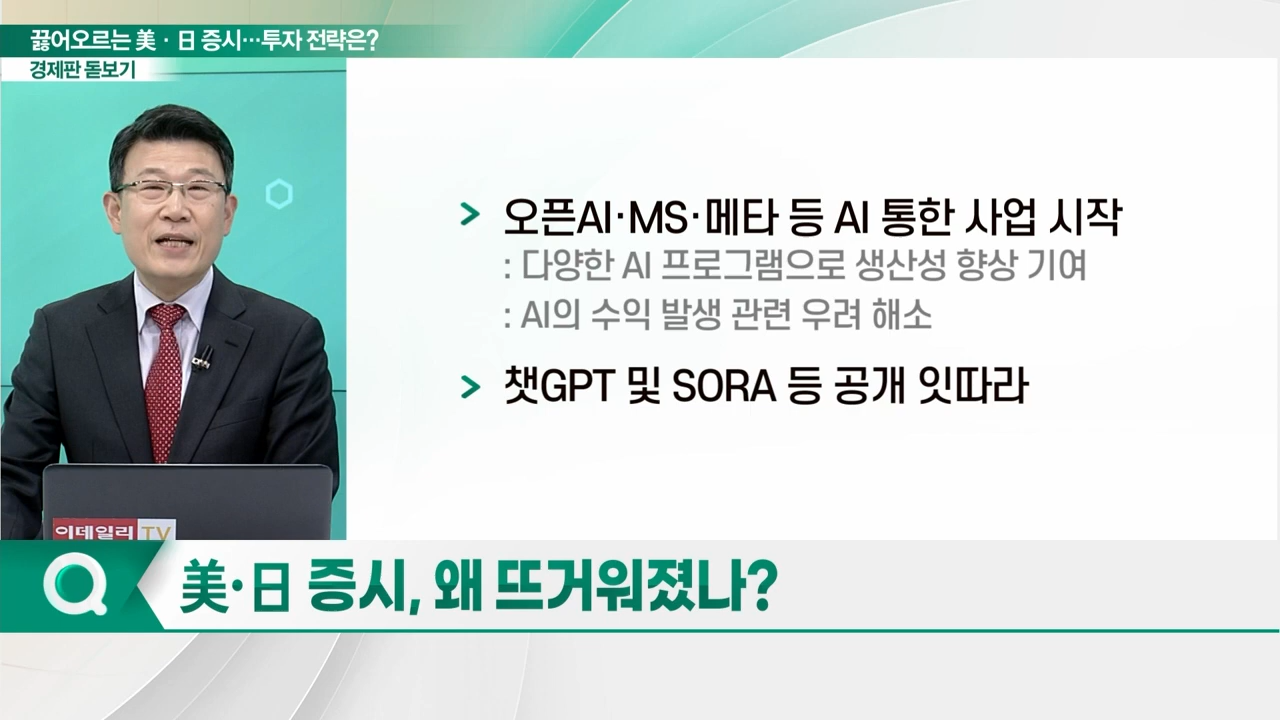 끓어오르는 美·日 증시…투자 전략은?
경제판 돋보기
> 오픈AI·MS·메타 등 AI 통한 사업 시작
: 다양한 AI 프로그램으로 생산성 향상 기여
: AI의 수익 발생 관련 우려 해소
> 챗GPT 및 SORA 등 공개 잇따라
이데일리 TV
美·日 증시, 왜 뜨거워졌나?